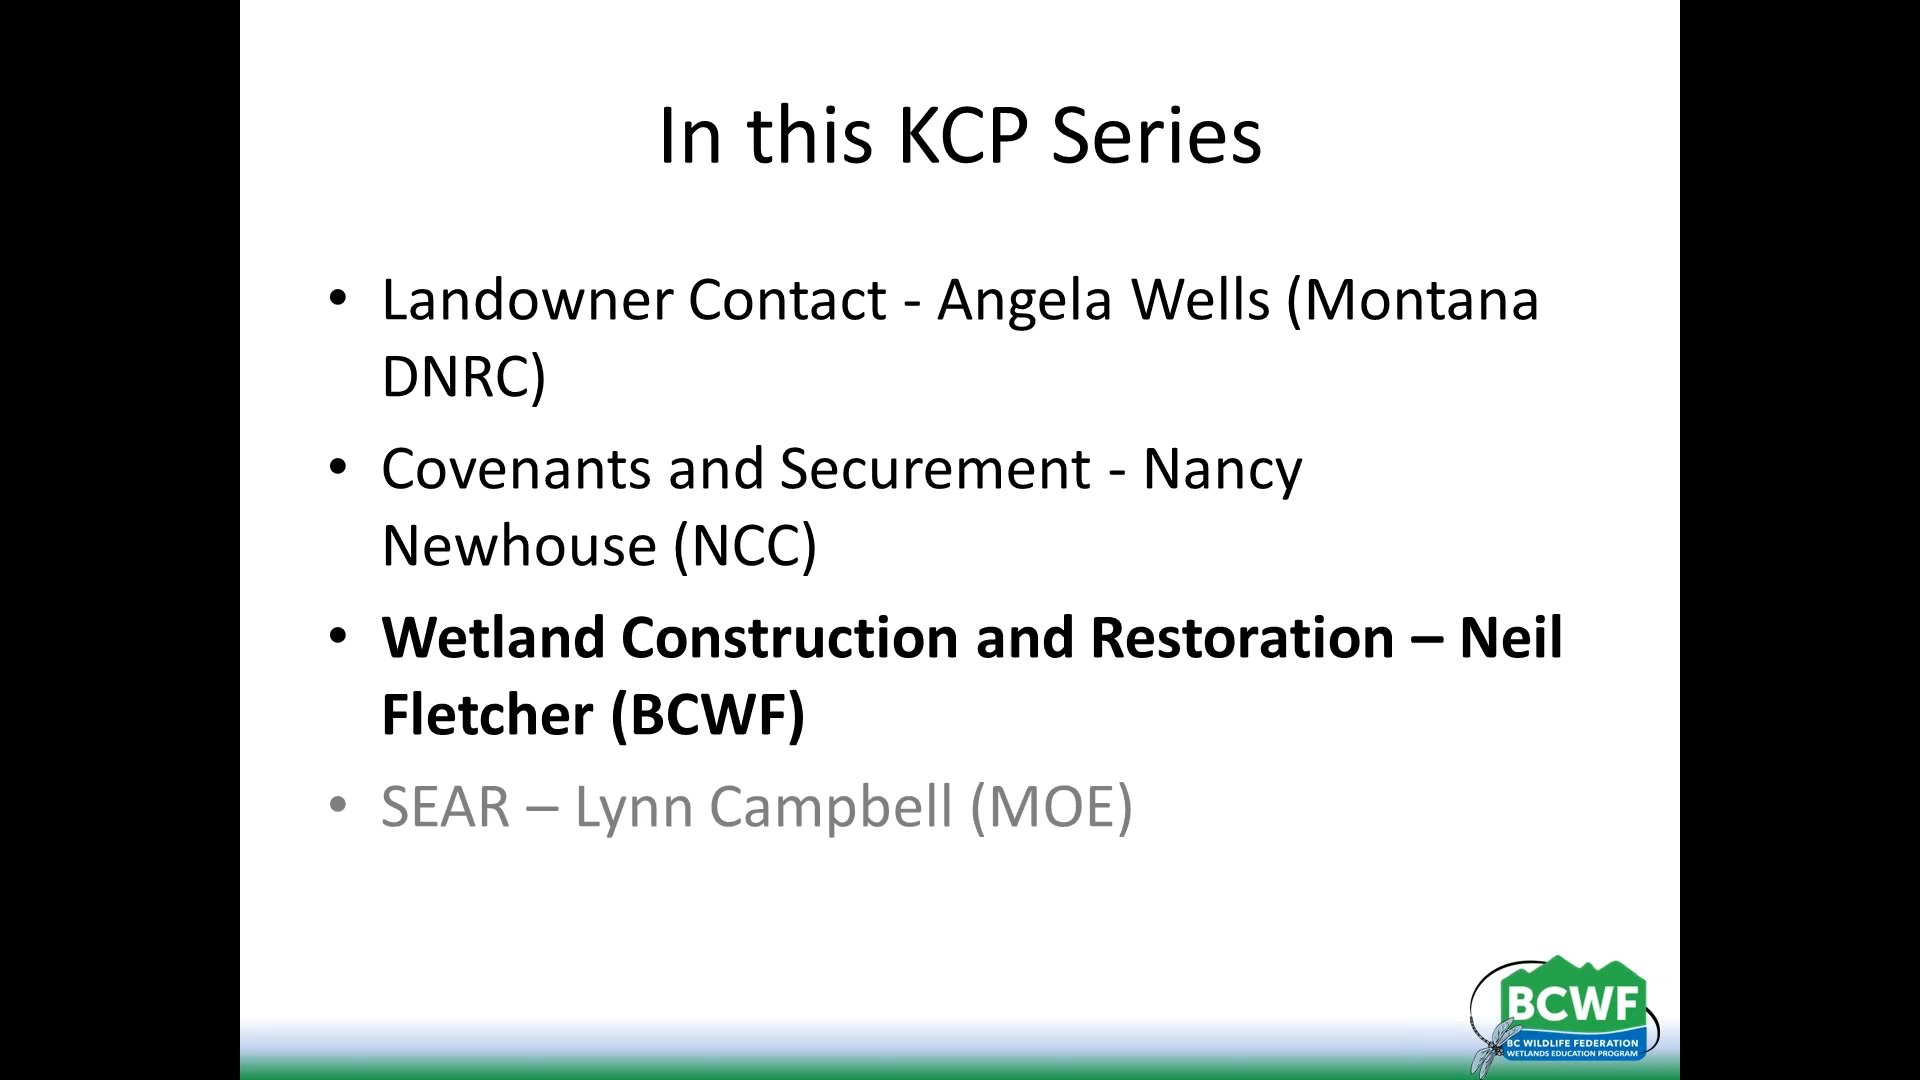 In this KCP Series
• Landowner Contact - Angela Wells (Montana
DNRC)
• Covenants and Securement - Nancy
Newhouse (NCC)
• Wetland Construction and Restoration – Neil
Fletcher (BCWF)
• SEAR – Lynn Campbell (MOE)
BCWF
BC WILDLIFE FEDERATION
WETLANDS EDUCATION PROGRAM